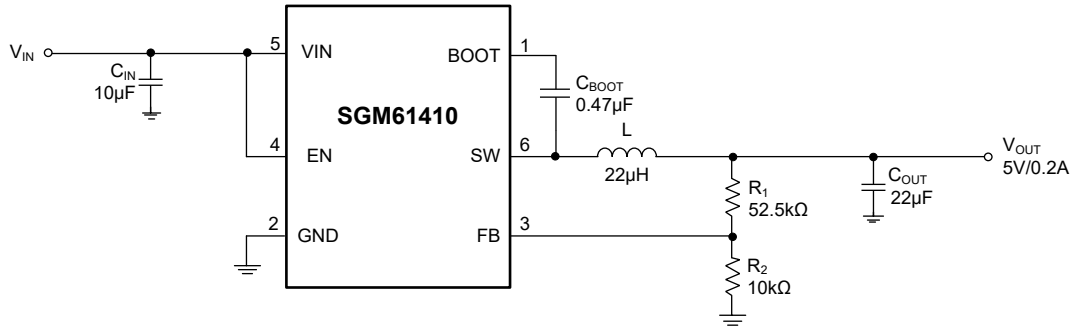 VIN
CIN
10µF
5
VIN
4
EN
2
GND
SGM61410
BOOT
1
CBOOT
0.47µF
SW
6
L
22µH
FB
3
R1
52.5kΩ
R2
10kΩ
COUT
22µF
VOUT
5V/0.2A